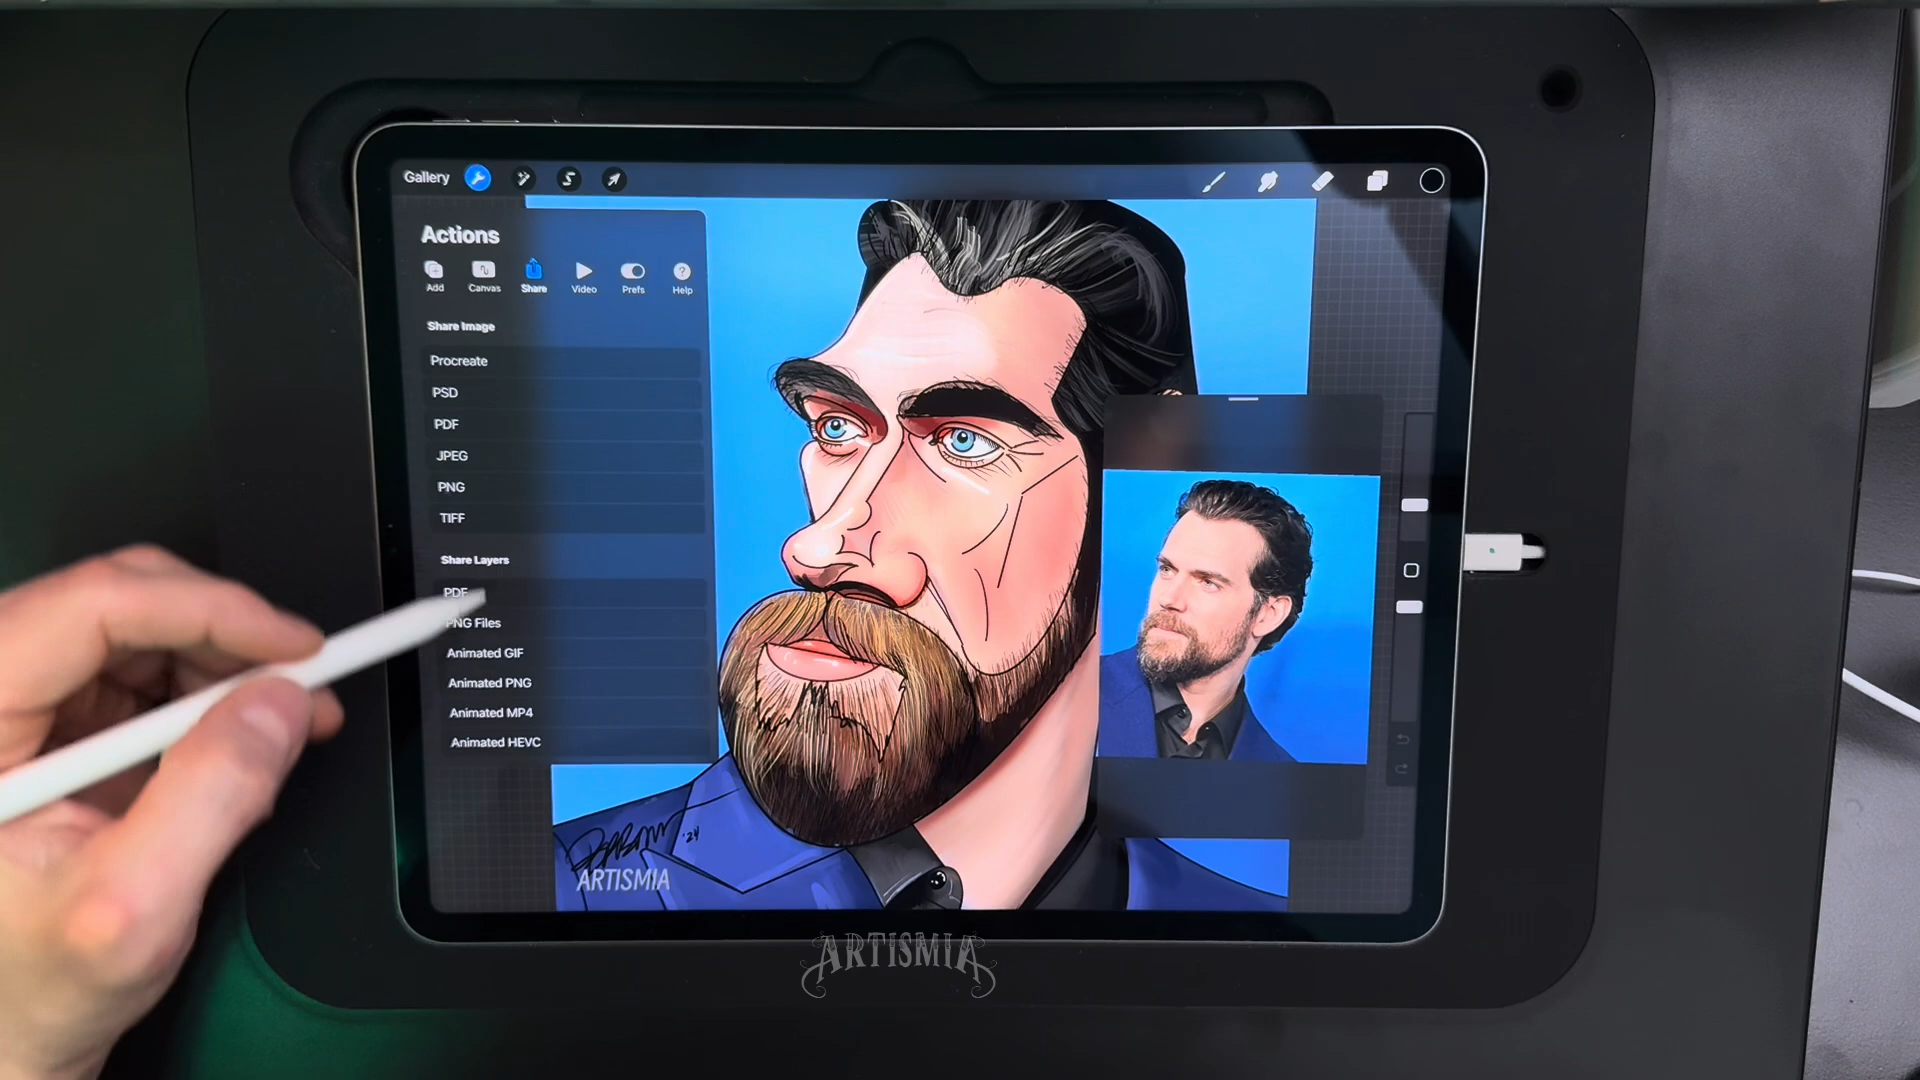 Gallery
Actions
Add Canvas Share Video Prefs Help
Share Image
Procreate
PSD
PDF
JPEG
PNG
TIFF
Share Layers
PDF
PNG Files
Animated GIF
Animated PNG
Animated MP4
Animated HEVC
'24
ARTISMIA
ARTISMIA